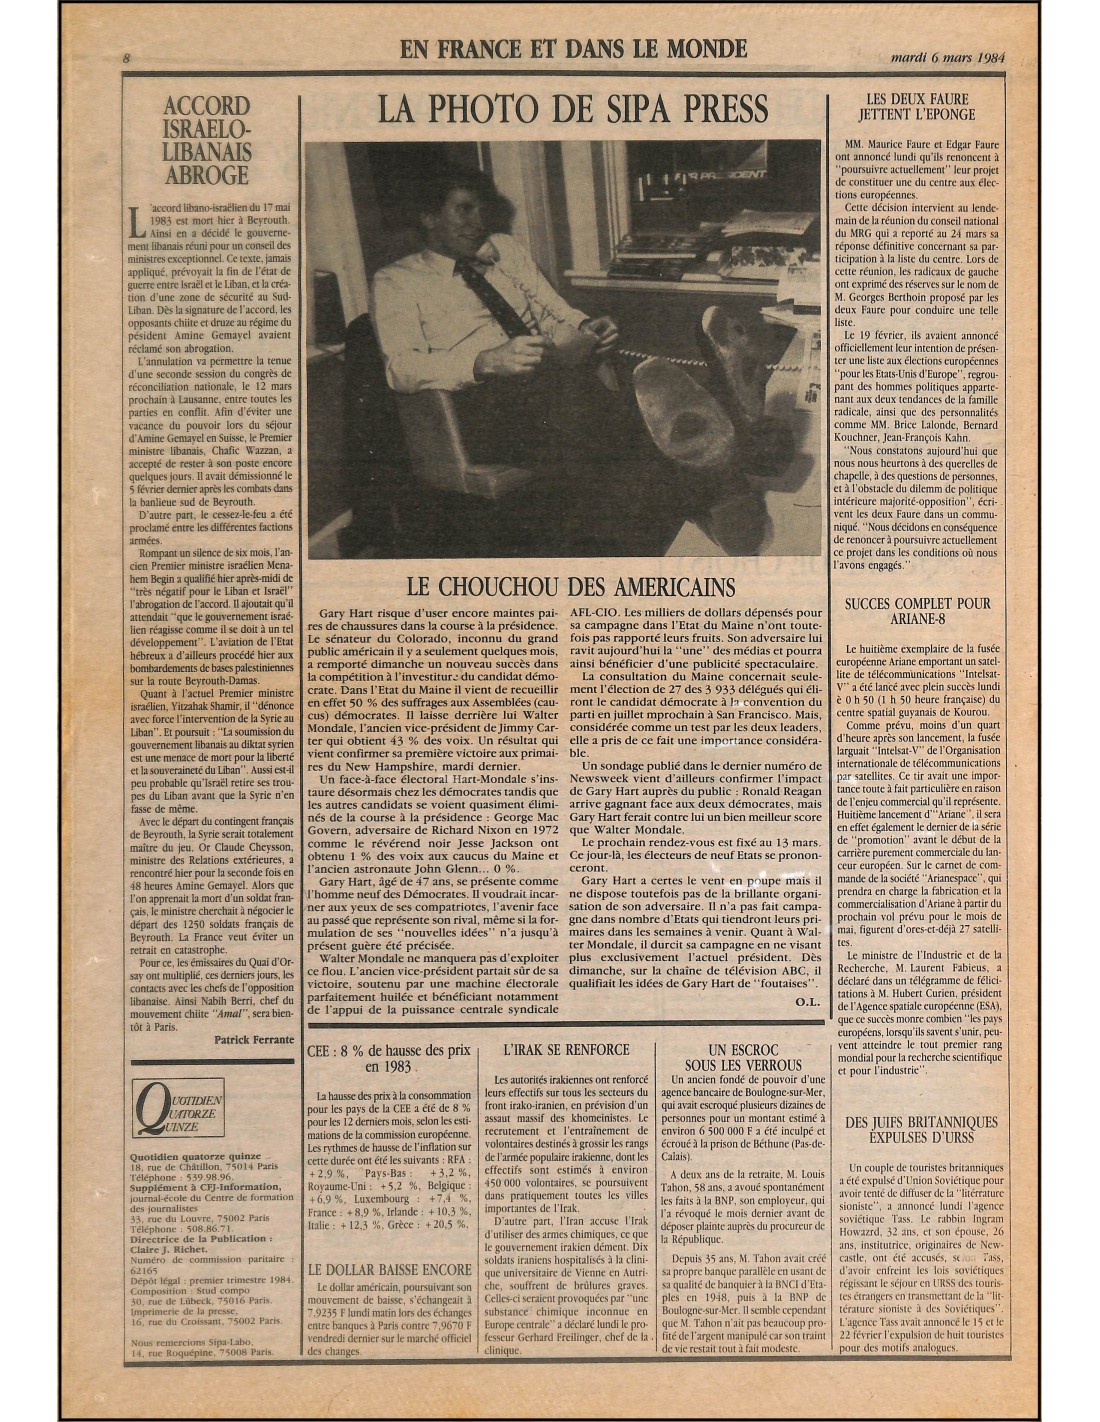 8
EN FRANCE ET DANS LE MONDE
mardi 6 mars 1984
ACCORD
ISRAELO-
LIBANAIS
ABROGE
L'accord libano-israëlien du 17 mai
1983 est mort hier à Beyrouth.
Ainsi en a décidé le gouverne-
ment libanais réuni pour un conseil des
ministres exceptionnel. Ce texte, jamais
appliqué, prévoyait la fin de l'état de
guerre entre Israël et le Liban, et la créa-
tion d'une zone de sécurité au Sud-
Liban. Dès la signature de l'accord, les
opposants chiite et druze au régime du
pésident Amine Gemayel avaient
réclamé son abrogation.
L'annulation va permettre la tenue
d'une seconde session du congrès de
réconciliation nationale, le 12 mars
prochain à Lausanne, entre toutes les
parties en conflit. Afin d'éviter une
vacance du pouvoir lors du séjour
d'Amine Gemayel en Suisse, le Premier
ministre libanais, Chafic Wazzan, a
accepté de rester à son poste encore
quelques jours. Il avait démissionné le
5 février dernier après les combats dans
la banlieue sud de Beyrouth.
D'autre part, le cessez-le-feu a été
proclamé entre les différentes factions
armées.
Rompant un silence de six mois, l'an-
cien Premier ministre israélien Mena-
hem Begin a qualifié hier après-midi de
"très négatif pour le Liban et Israël"
l'abrogation de l'accord. Il ajoutait qu'il
attendait "que le gouvernement israé-
lien réagisse comme il se doit à un tel
développement". L'aviation de l'Etat
hébreux a d'ailleurs procédé hier aux
bombardements de bases palestiniennes
sur la route Beyrouth-Damas.
Quant à l'actuel Premier ministre
israélien, Yitzahak Shamir, il "dénonce
avec force l'intervention de la Syrie au
Liban". Et poursuit : "La soumission du
gouvernement libanais au diktat syrien
est une menace de mort pour la liberté
et la souveraineté du Liban". Aussi est-il
peu probable qu'Israël retire ses trou-
pes du Liban avant que la Syrie n'en
fasse de même.
Avec le départ du contingent français
de Beyrouth, la Syrie serait totalement
maître du jeu. Or Claude Cheysson,
ministre des Relations extérieures, a
rencontré hier pour la seconde fois en
48 heures Amine Gemayel. Alors que
l'on apprenait la mort d'un soldat fran-
çais, le ministre cherchait à négocier le
départ des 1250 soldats français de
Beyrouth. La France veut éviter un
retrait en catastrophe.
Pour ce, les émissaires du Quai d'Or-
say ont multiplié, ces derniers jours, les
contacts avec les chefs de l'opposition
libanaise. Ainsi Nabih Berri, chef du
mouvement chiite "Amal", sera bien-
tôt à Paris.
Patrick Ferrante
QUOTIDIEN
QUATORZE
QUINZE
Quotidien quatorze quinze
18, rue de Châtillon, 75014 Paris
Téléphone : 539.98.96.
Supplément à CFJ-Information,
journal-école du Centre de formation
des journalistes
33, rue du Louvre, 75002 Paris
Téléphone : 508.86.71.
Directrice de la Publication :
Claire J. Richet.
Numéro de commission paritaire :
62165
Dépôt légal : premier trimestre 1984.
Composition : Stud compo
30, rue de Lübeck, 75016 Paris.
Imprimerie de la presse,
16, rue du Croissant, 75002 Paris.
Nous remercions Sipa-Labo,
14, rue Roquépine, 75008 Paris.
LA PHOTO DE SIPA PRESS
LE CHOUCHOU DES AMERICAINS
Gary Hart risque d'user encore maintes pai-
res de chaussures dans la course à la présidence.
Le sénateur du Colorado, inconnu du grand
public américain il y a seulement quelques mois,
a remporté dimanche un nouveau succès dans
la compétition à l'investiture du candidat démo-
crate. Dans l'Etat du Maine il vient de recueillir
en effet 50 % des suffrages aux Assemblées (cau-
cus) démocrates. Il laisse derrière lui Walter
Mondale, l'ancien vice-président de Jimmy Car-
ter qui obtient 43 % des voix. Un résultat qui
vient confirmer sa première victoire aux primai-
res du New Hampshire, mardi dernier.
Un face-à-face électoral Hart-Mondale s'ins-
taure désormais chez les démocrates tandis que
les autres candidats se voient quasiment élimi-
nés de la course à la présidence : George Mac
Govern, adversaire de Richard Nixon en 1972
comme le révérend noir Jesse Jackson ont
obtenu 1 % des voix aux caucus du Maine et
l'ancien astronaute John Glenn... 0 %.
Gary Hart, âgé de 47 ans, se présente comme
l'homme neuf des Démocrates. Il voudrait incar-
ner aux yeux de ses compatriotes, l'avenir face
au passé que représente son rival, même si la for-
mulation de ses "nouvelles idées" n'a jusqu'à
présent guère été précisée.
Walter Mondale ne manquera pas d'exploiter
ce flou. L'ancien vice-président partait sûr de sa
victoire, soutenu par une machine électorale
parfaitement huilée et bénéficiant notamment
de l'appui de la puissance centrale syndicale
AFL-CIO. Les milliers de dollars dépensés pour
sa campagne dans l'Etat du Maine n'ont toute-
fois pas rapporté leurs fruits. Son adversaire lui
ravit aujourd'hui la "une" des médias et pourra
ainsi bénéficier d'une publicité spectaculaire.
La consultation du Maine concernait seule-
ment l'élection de 27 des 3 933 délégués qui éli-
ront le candidat démocrate à la convention du
parti en juillet mprochain à San Francisco. Mais,
considérée comme un test par les deux leaders,
elle a pris de ce fait une importance considéra-
ble.
Un sondage publié dans le dernier numéro de
Newsweek vient d'ailleurs confirmer l'impact
de Gary Hart auprès du public : Ronald Reagan
arrive gagnant face aux deux démocrates, mais
Gary Hart ferait contre lui un bien meilleur score
que Walter Mondale.
Le prochain rendez-vous est fixé au 13 mars.
Ce jour-là, les électeurs de neuf Etats se pronon-
ceront.
Gary Hart a certes le vent en poupe mais il
ne dispose toutefois pas de la brillante organi-
sation de son adversaire. Il n'a pas fait campa-
gne dans nombre d'Etats qui tiendront leurs pri-
maires dans les semaines à venir. Quant à Wal-
ter Mondale, il durcit sa campagne en ne visant
plus exclusivement l'actuel président. Dès
dimanche, sur la chaîne de télévision ABC, il
qualifiait les idées de Gary Hart de "foutaises".
O.L.
CEE : 8 % de hausse des prix
en 1983
La hausse des prix à la consommation
pour les pays de la CEE a été de 8 %
pour les 12 derniers mois, selon les esti-
mations de la commission européenne.
Les rythmes de hausse de l'inflation sur
cette durée ont été les suivants : RFA :
+2,9 %, Pays-Bas : +3,2 %,
Royaume-Uni : +5,2 %, Belgique :
+6,9 %, Luxembourg : +7,4 %,
France : +8,9 %, Irlande : +10,3 %,
Italie : +12,3 %, Grèce : +20,5 %,
LE DOLLAR BAISSE ENCORE
Le dollar américain, poursuivant son
mouvement de baisse, s'échangeait à
7,9235 F lundi matin lors des échanges
entre banques à Paris contre 7,9670 F
vendredi dernier sur le marché officiel
des changes.
L'IRAK SE RENFORCE
Les autorités irakiennes ont renforcé
leurs effectifs sur tous les secteurs du
front irako-iranien, en prévision d'un
assaut massif des khomeinistes. Le
recrutement et l'entraînement de
volontaires destinés à grossir les rangs
de l'armée populaire irakienne, dont les
effectifs sont estimés à environ
450 000 volontaires, se poursuivent
dans pratiquement toutes les villes
importantes de l'Irak.
D'autre part, l'Iran accuse l'Irak
d'utiliser des armes chimiques, ce que
le gouvernement irakien dément. Dix
soldats iraniens hospitalisés à la clini-
que universitaire de Vienne en Autri-
che, souffrent de brûlures graves.
Celles-ci seraient provoquées par "une
substance chimique inconnue en
Europe centrale" a déclaré lundi le pro-
fesseur Gerhard Freilinger, chef de la
clinique.
UN ESCROC
SOUS LES VERROUS
Un ancien fondé de pouvoir d'une
agence bancaire de Boulogne-sur-Mer,
qui avait escroqué plusieurs dizaines de
personnes pour un montant estimé à
environ 6 500 000 F a été inculpé et
écroué à la prison de Béthune (Pas-de-
Calais).
A deux ans de la retraite, M. Louis
Tahon, 58 ans, a avoué spontanément
les faits à la BNP, son employeur, qui
l'a révoqué le mois dernier avant de
déposer plainte auprès du procureur de
la République.
Depuis 35 ans, M. Tahon avait créé
sa propre banque parallèle en usant de
sa qualité de banquier à la BNCI d'Eta-
ples en 1948, puis à la BNP de
Boulogne-sur-Mer. Il semble cependant
que M. Tahon n'ait pas beaucoup pro-
fité de l'argent manipulé car son traint
de vie restait tout à fait modeste.
LES DEUX FAURE
JETTENT L'EPONGE
MM. Maurice Faure et Edgar Faure
ont annoncé lundi qu'ils renoncent à
"poursuivre actuellement" leur projet
de constituer une du centre aux élec-
tions européennes.
Cette décision intervient au lende-
main de la réunion du conseil national
du MRG qui a reporté au 24 mars sa
réponse définitive concernant sa par-
ticipation à la liste du centre. Lors de
cette réunion, les radicaux de gauche
ont exprimé des réserves sur le nom de
M. Georges Berthoin proposé par les
deux Faure pour conduire une telle
liste.
Le 19 février, ils avaient annoncé
officiellement leur intention de présen-
ter une liste aux élections européennes
"pour les Etats-Unis d'Europe", regrou-
pant des hommes politiques apparte-
nant aux deux tendances de la famille
radicale, ainsi que des personnalités
comme MM. Brice Lalonde, Bernard
Kouchner, Jean-François Kahn.
"Nous constatons aujourd'hui que
nous nous heurtons à des querelles de
chapelle, à des questions de personnes,
et à l'obstacle du dilemm de politique
intérieure majorité-opposition", écri-
vent les deux Faure dans un commu-
niqué. "Nous décidons en conséquence
de renoncer à poursuivre actuellement
ce projet dans les conditions où nous
l'avons engagés."
SUCCES COMPLET POUR
ARIANE-8
Le huitième exemplaire de la fusée
européenne Ariane emportant un satel-
lite de télécommunications "Intelsat-
V" a été lancé avec plein succès lundi
è 0 h 50 (1 h 50 heure française) du
centre spatial guyanais de Kourou.
Comme prévu, moins d'un quart
d'heure après son lancement, la fusée
larguait "Intelsat-V" de l'Organisation
internationale de télécommunications
par satellites. Ce tir avait une impor-
tance toute à fait particulière en raison
de l'enjeu commercial qu'il représente.
Huitième lancement d'"Ariane", il sera
en effet également le dernier de la série
de "promotion" avant le début de la
carrière purement commerciale du lan-
ceur européen. Sur le carnet de com-
mande de la société "Arianespace", qui
prendra en charge la fabrication et la
commercialisation d'Ariane à partir du
prochain vol prévu pour le mois de
mai, figurent d'ores-et-déjà 27 satelli-
tes.
Le ministre de l'Industrie et de la
Recherche, M. Laurent Fabieus, a
déclaré dans un télégramme de félici-
tations à M. Hubert Curien, président
de l'Agence spatiale européenne (ESA),
que ce succès monre combien "les pays
européens, lorsqu'ils savent s'unir, peu-
vent atteindre le tout premier rang
mondial pour la recherche scientifique
et pour l'industrie".
DES JUIFS BRITANNIQUES
EXPULSES D'URSS
Un couple de touristes britanniques
a été expulsé d'Union Soviétique pour
avoir tenté de diffuser de la "litérrature
sioniste", a annoncé lundi l'agence
soviétique Tass. Le rabbin Ingram
Howazrd, 32 ans, et son épouse, 26
ans, institutrice, originaires de New-
castle, ont été accusés, Tass,
d'avoir enfreint les lois soviétiques
régissant le séjour en URSS des touris-
tes étrangers en transmettant de la "lit-
térature sioniste à des Soviétiques".
L'agence Tass avait annoncé le 15 et le
22 février l'expulsion de huit touristes
pour des motifs analogues.